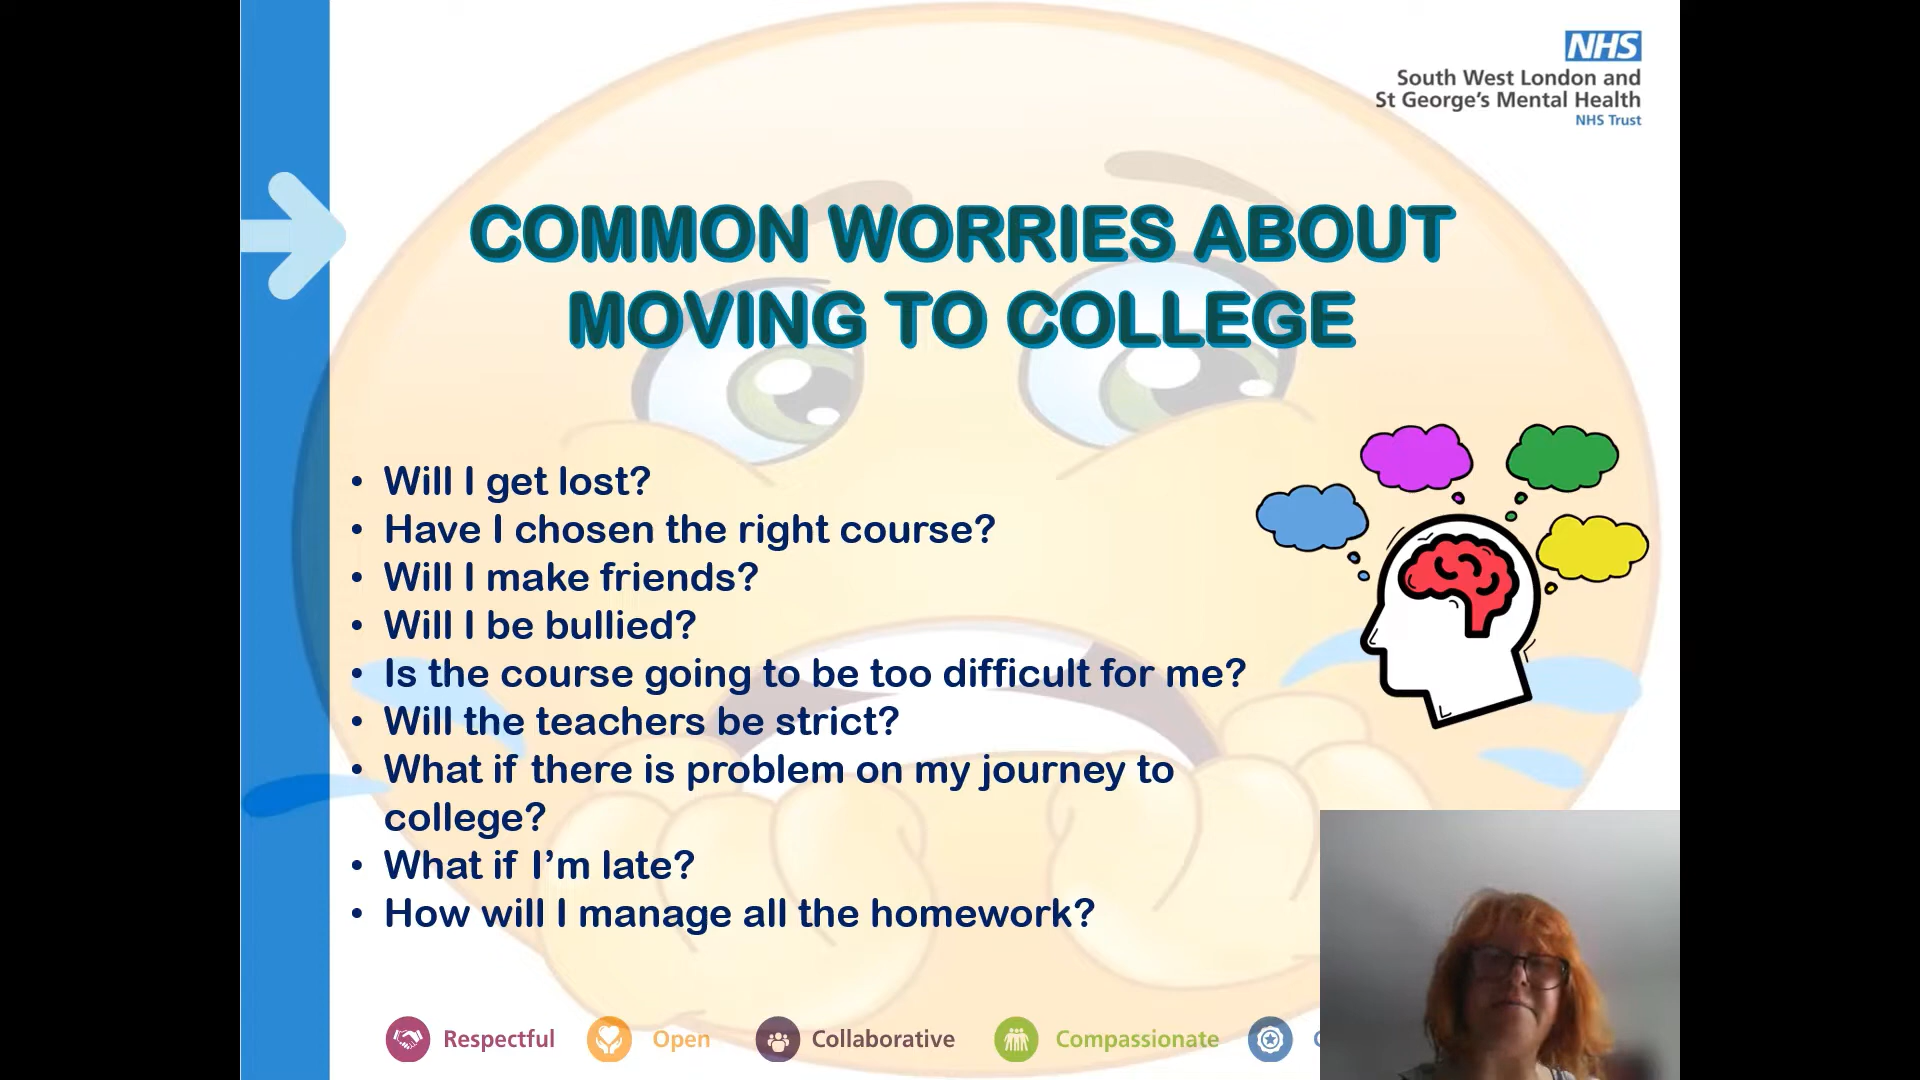 NHS
South West London and
St George's Mental Health
NHS Trust
COMMON WORRIES ABOUT
MOVING TO COLLEGE
• Will I get lost?
• Have I chosen the right course?
• Will I make friends?
• Will I be bullied?
• Is the course going to be too difficult for me?
• Will the teachers be strict?
• What if there is problem on my journey to
college?
• What if I’m late?
• How will I manage all the homework?
Respectful Open Collaborative Compassionate